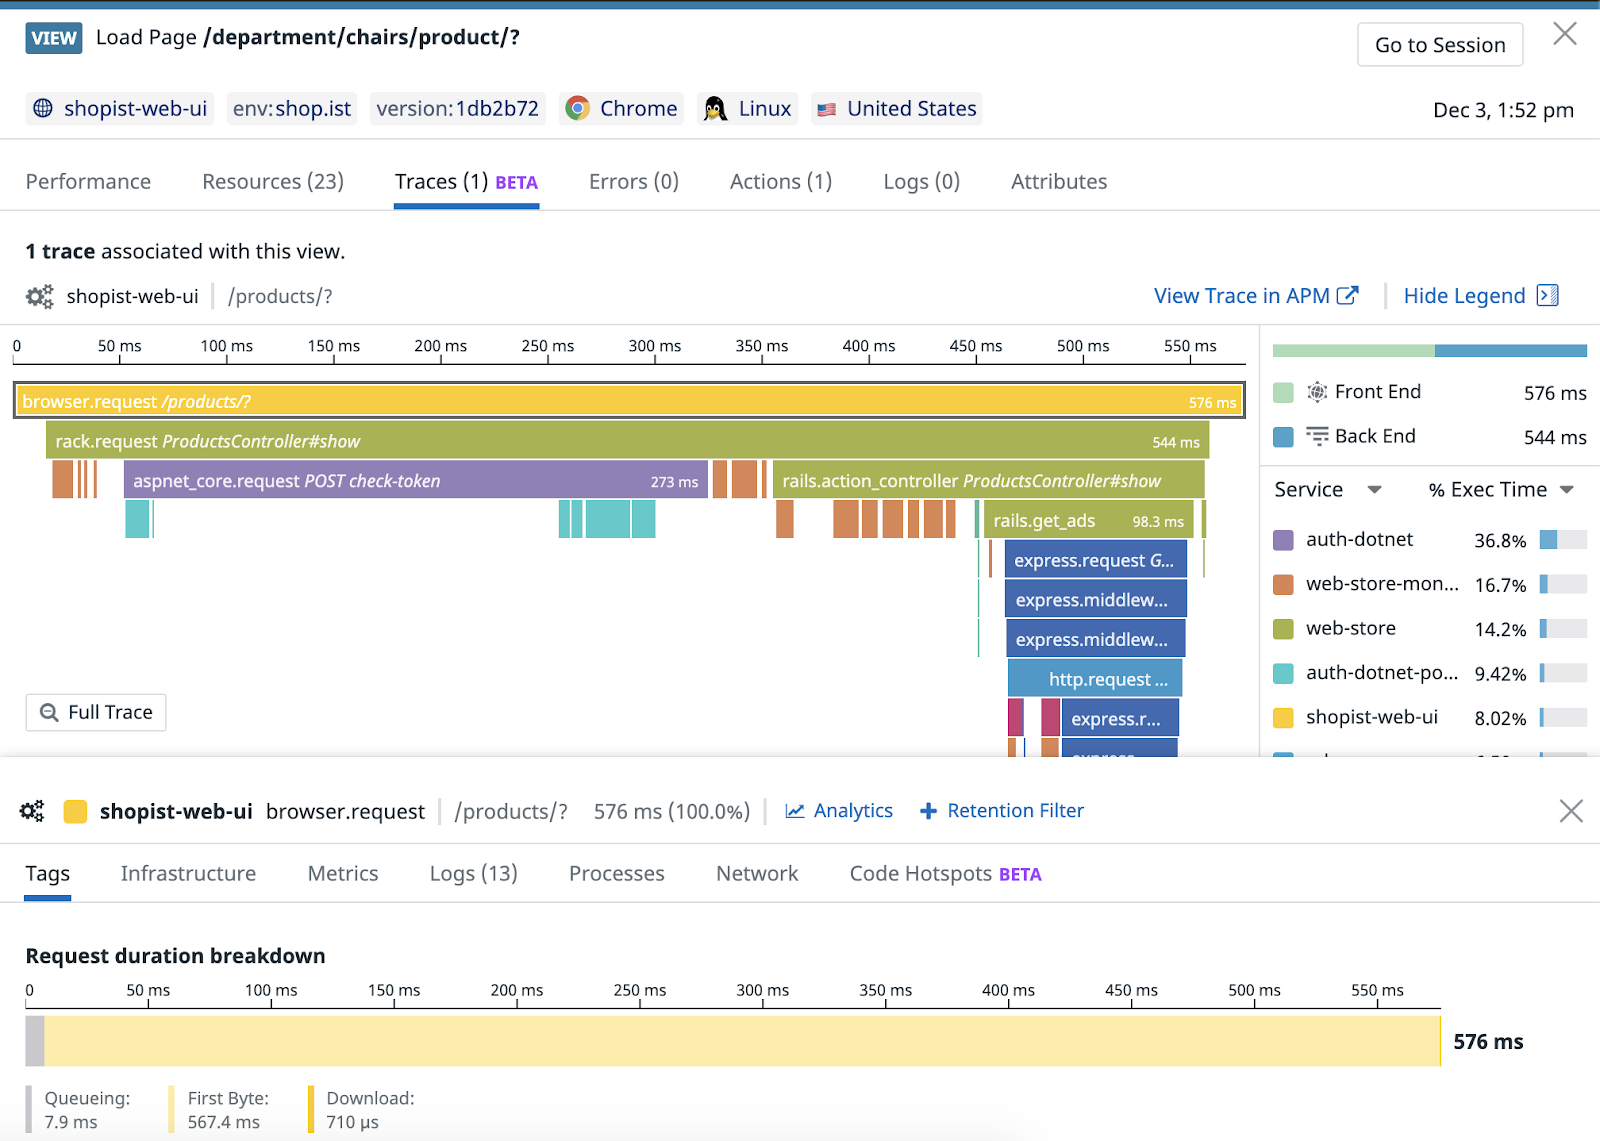 VIEW Load Page /department/chairs/product/?
Go to Session
shopist-web-ui env:shop.ist version:1db2b72 Chrome Linux United States
Dec 3, 1:52 pm
Performance Resources (23) Traces (1) BETA Errors (0) Actions (1) Logs (0) Attributes
1 trace associated with this view.
shopist-web-ui /products/?
View Trace in APM Hide Legend
0 50 ms 100 ms 150 ms 200 ms 250 ms 300 ms 350 ms 400 ms 450 ms 500 ms 550 ms
browser.request /products/? 576 ms
rack.request ProductsController#show 544 ms
aspnet_core.request POST check-token 273 ms rails.action_controller ProductsController#show
rails.get_ads 98.3 ms
express.request G...
express.middlew...
express.middlew...
http.request ...
express.r...
Full Trace
Front End 576 ms
Back End 544 ms
Service % Exec Time
auth-dotnet 36.8%
web-store-mon... 16.7%
web-store 14.2%
auth-dotnet-po... 9.42%
shopist-web-ui 8.02%
shopist-web-ui browser.request /products/? 576 ms (100.0%) Analytics Retention Filter
Tags Infrastructure Metrics Logs (13) Processes Network Code Hotspots BETA
Request duration breakdown
0 50 ms 100 ms 150 ms 200 ms 250 ms 300 ms 350 ms 400 ms 450 ms 500 ms 550 ms
576 ms
Queueing: First Byte: Download:
7.9 ms 567.4 ms 710 µs